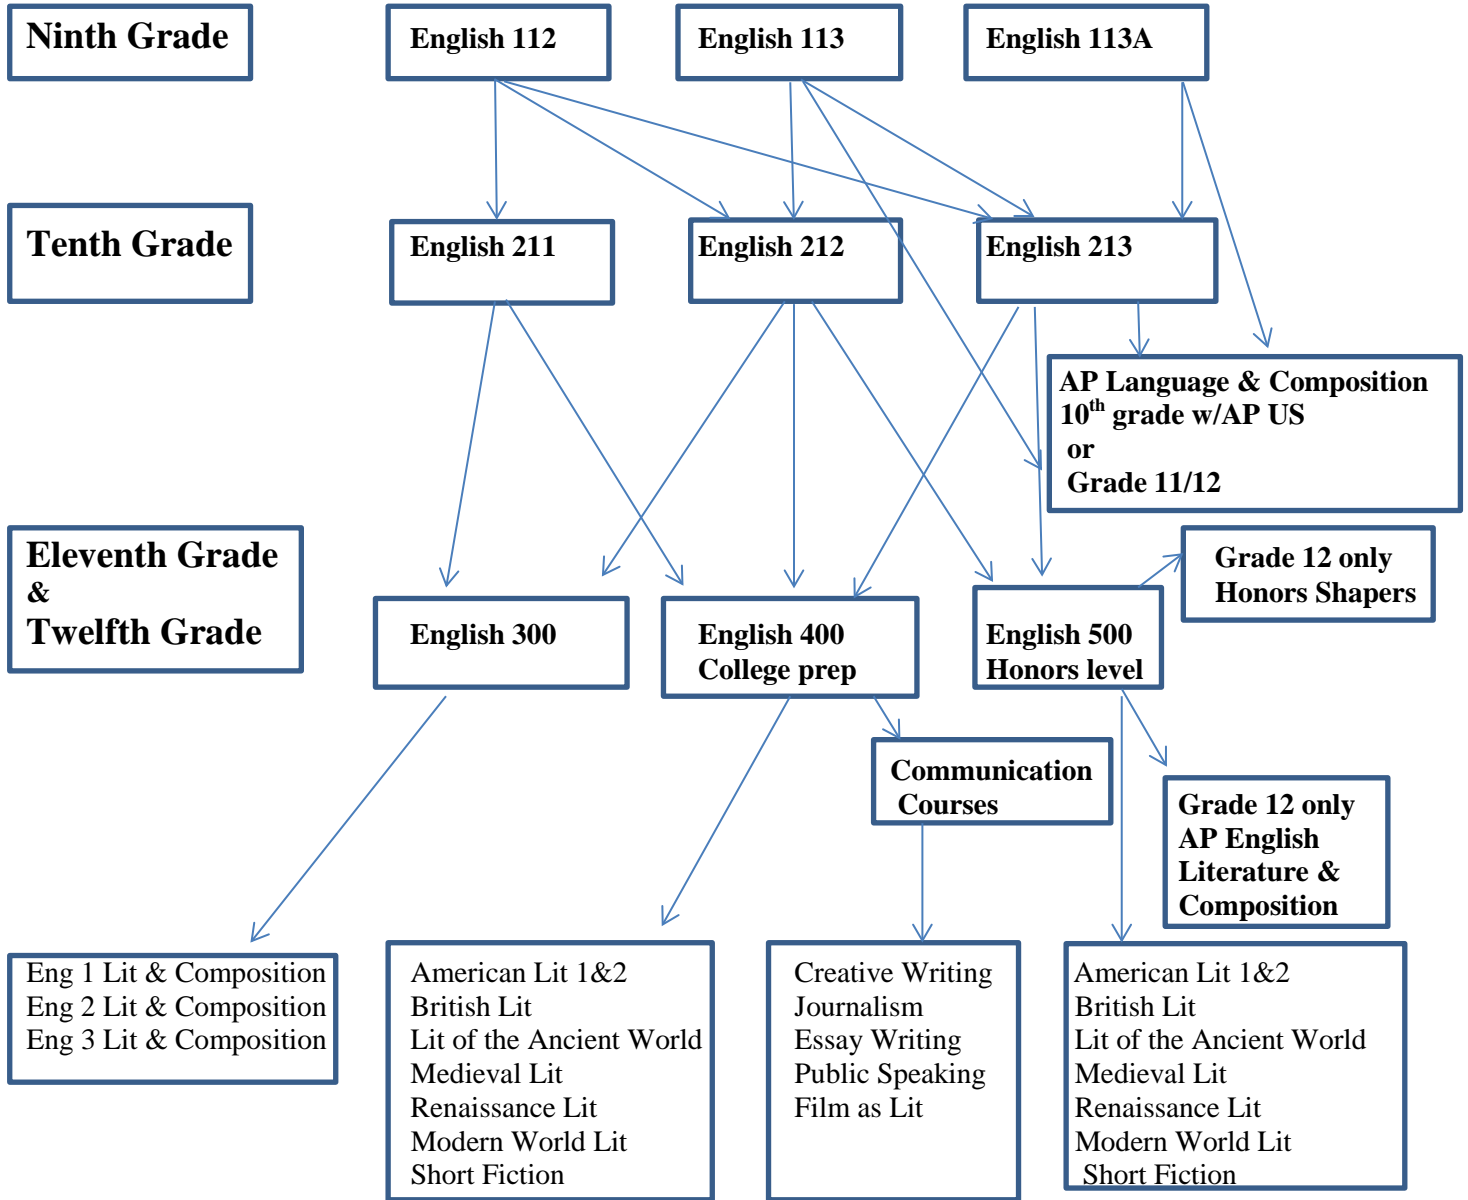 Ninth Grade
English 112
English 113
English 113A
Tenth Grade
English 211
English 212
English 213
AP Language & Composition
10th grade w/AP US
or
Grade 11/12
Eleventh Grade
&
Twelfth Grade
Grade 12 only
Honors Shapers
English 300
English 400
College prep
English 500
Honors level
Communication
Courses
Grade 12 only
AP English
Literature &
Composition
Eng 1 Lit & Composition
Eng 2 Lit & Composition
Eng 3 Lit & Composition
American Lit 1&2
British Lit
Lit of the Ancient World
Medieval Lit
Renaissance Lit
Modern World Lit
Short Fiction
Creative Writing
Journalism
Essay Writing
Public Speaking
Film as Lit
American Lit 1&2
British Lit
Lit of the Ancient World
Medieval Lit
Renaissance Lit
Modern World Lit
Short Fiction